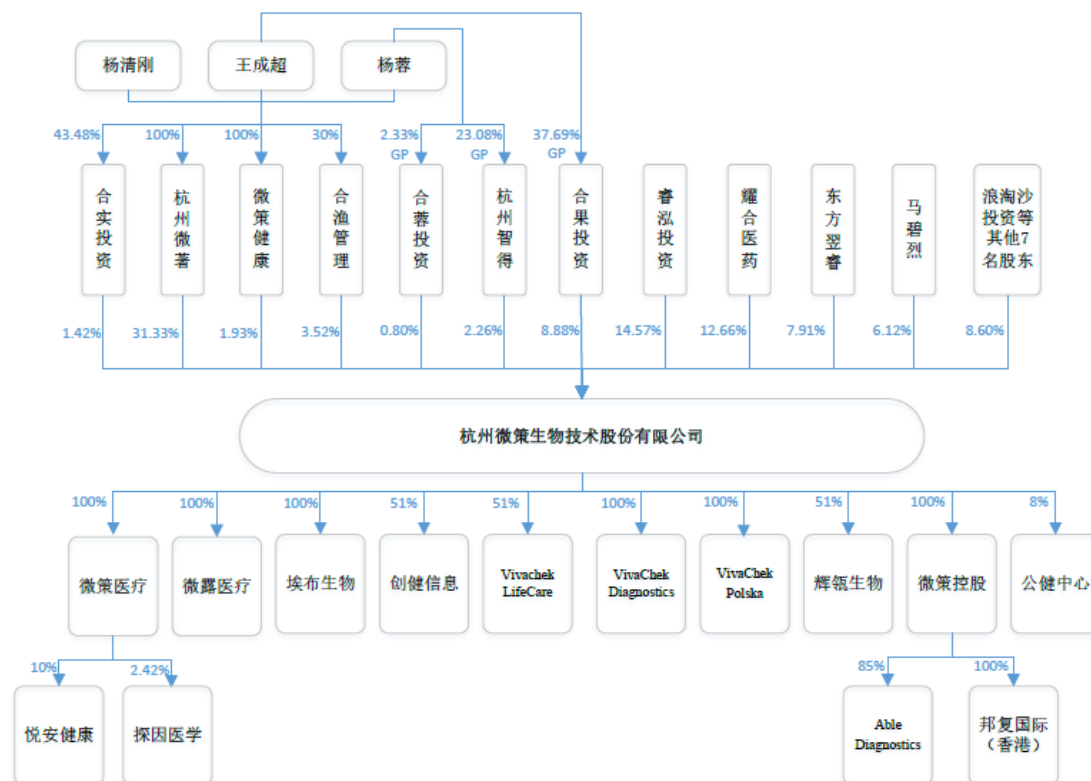 杨清刚
王成超
杨蓉
43.48%
100%
100%
30%
2.33%
GP
23.08%
GP
37.69%
GP
合实投资
杭州微著
微策健康
合渔管理
合蓉投资
杭州智得
合果投资
睿泓投资
耀合医药
东方翌睿
马碧烈
浪淘沙
投资等
其他7
名股东
1.42%
31.33%
1.93%
3.52%
0.80%
2.26%
8.88%
14.57%
12.66%
7.91%
6.12%
8.60%
杭州微策生物技术股份有限公司
100%
100%
100%
51%
51%
100%
100%
51%
100%
8%
微策医疗
微露医疗
埃布生物
创健信息
Vivachek
LifeCare
VivaChek
Diagnostics
VivaChek
Polska
辉瓴生物
微策控股
公健中心
10%
2.42%
85%
100%
悦安健康
探因医学
Able
Diagnostics
邦复国际
（香港）